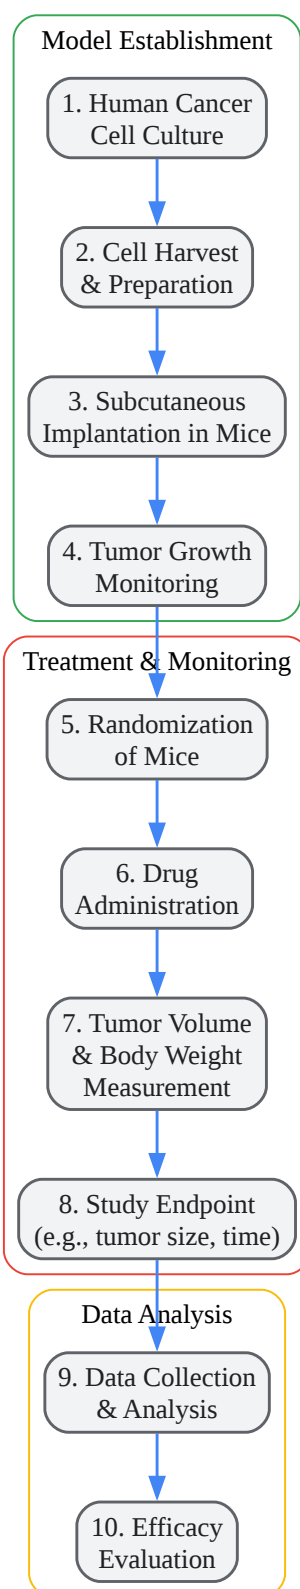 Model Establishment
1. Human Cancer
Cell Culture
2. Cell Harvest
& Preparation
3. Subcutaneous
Implantation in Mice
4. Tumor Growth
Monitoring
Treatment & Monitoring
5. Randomization
of Mice
6. Drug
Administration
7. Tumor Volume
& Body Weight
Measurement
8. Study Endpoint
(e.g., tumor size, time)
Data Analysis
9. Data Collection
& Analysis
10. Efficacy
Evaluation